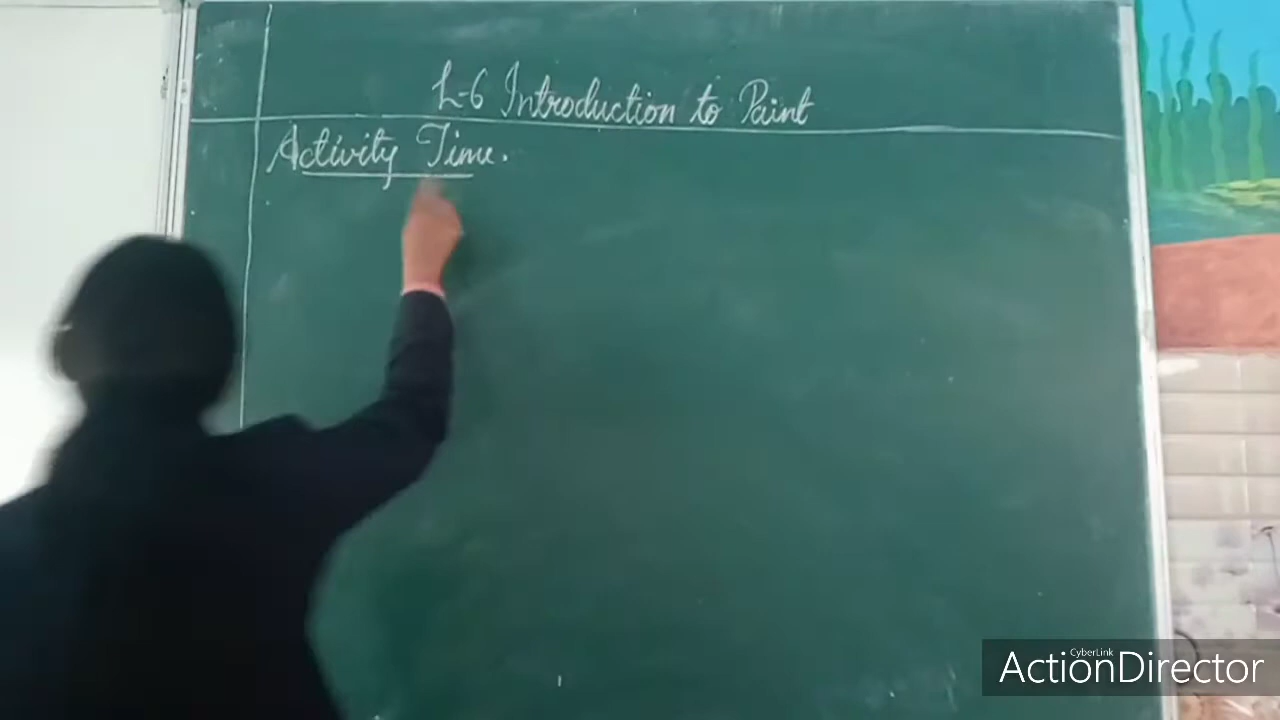 L-6 Introduction to Paint
Activity Time.
CyberLink
ActionDirector